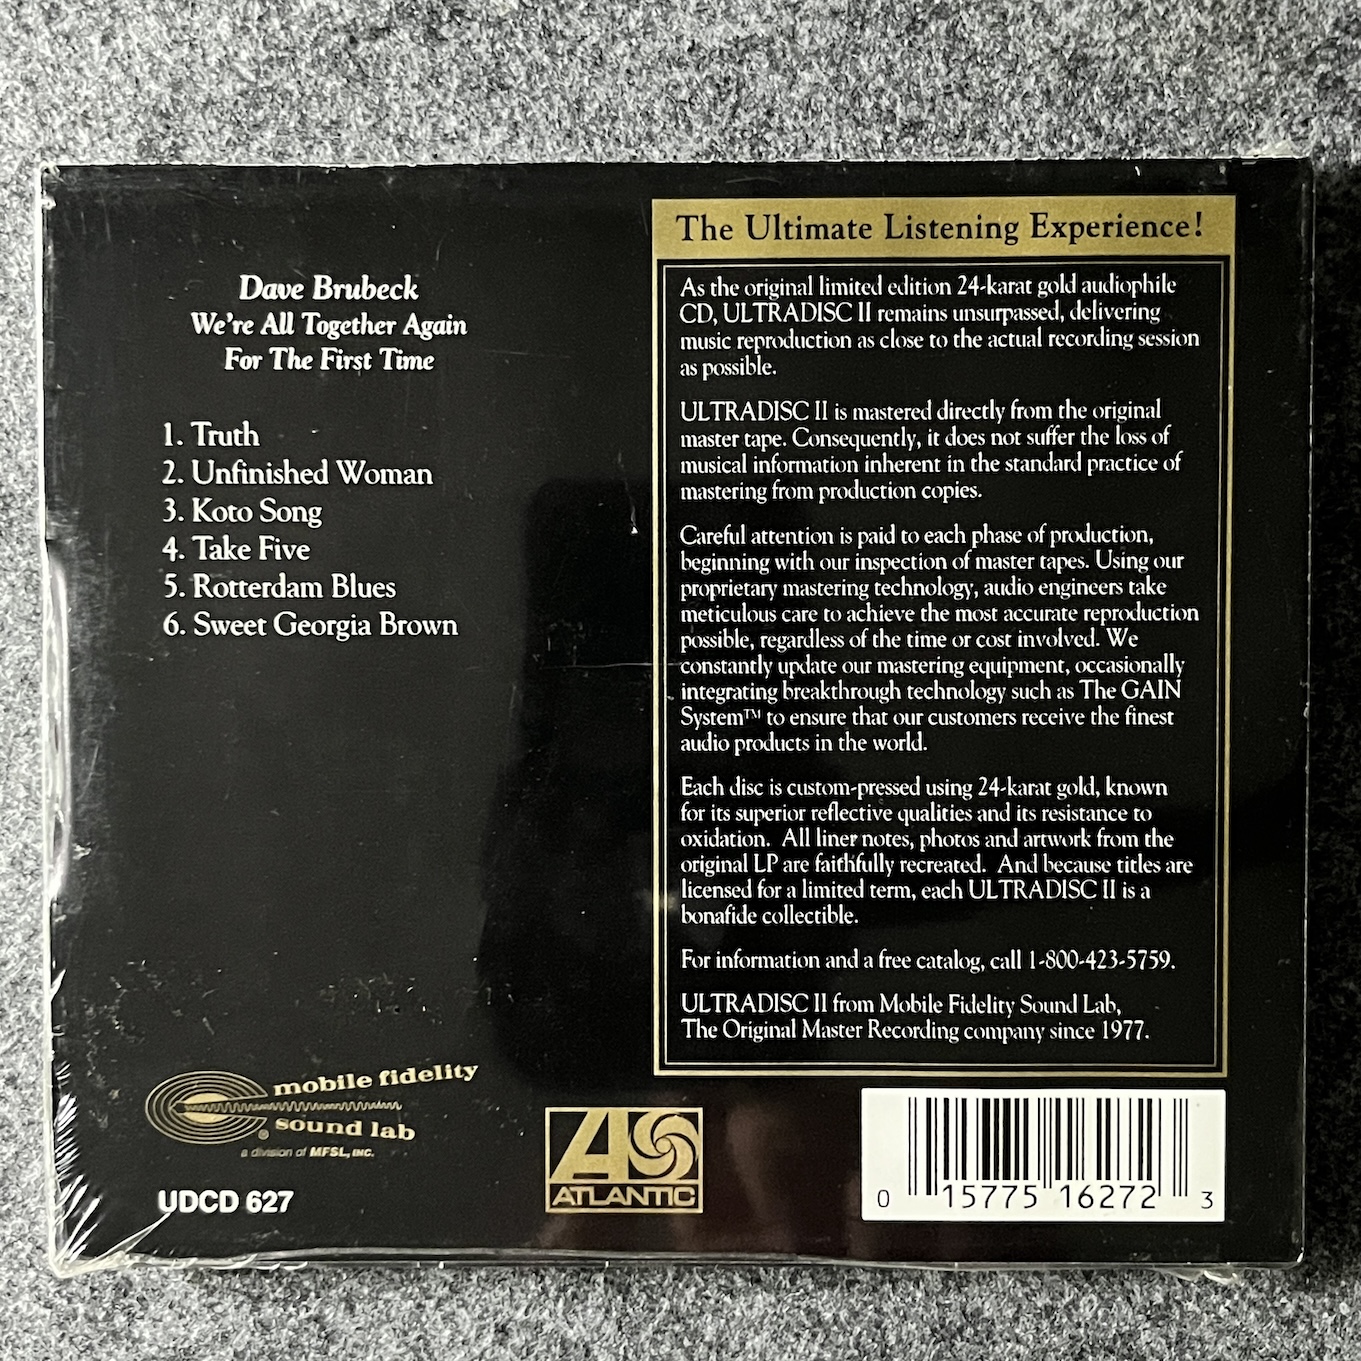 Dave Brubeck
We're All Together Again
For The First Time
1. Truth
2. Unfinished Woman
3. Koto Song
4. Take Five
5. Rotterdam Blues
6. Sweet Georgia Brown
The Ultimate Listening Experience!
As the original limited edition 24-karat gold audiophile
CD, ULTRADISC II remains unsurpassed, delivering
music reproduction as close to the actual recording session
as possible.
ULTRADISC II is mastered directly from the original
master tape. Consequently, it does not suffer the loss of
musical information inherent in the standard practice of
mastering from production copies.
Careful attention is paid to each phase of production,
beginning with our inspection of master tapes. Using our
proprietary mastering technology, audio engineers take
meticulous care to achieve the most accurate reproduction
possible, regardless of the time or cost involved. We
constantly update our mastering equipment, occasionally
integrating breakthrough technology such as The GAIN
System™ to ensure that our customers receive the finest
audio products in the world.
Each disc is custom-pressed using 24-karat gold, known
for its superior reflective qualities and its resistance to
oxidation. All liner notes, photos and artwork from the
original LP are faithfully recreated. And because titles are
licensed for a limited term, each ULTRADISC II is a
bonafide collectible.
For information and a free catalog, call 1-800-423-5759.
ULTRADISC II from Mobile Fidelity Sound Lab,
The Original Master Recording company since 1977.
mobile fidelity
® sound lab
a division of MFSL, INC.
UDCD 627
ATLANTIC
0 15775 16272 3